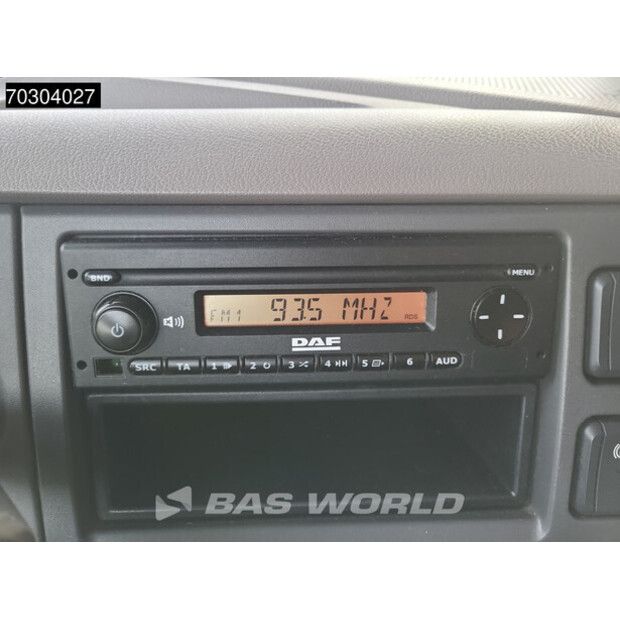 70304027
BND
MENU
FM1 93.5 MHZ RDS
DAF
SRC TA 1 2 3 4 5 6 AUD
BAS WORLD